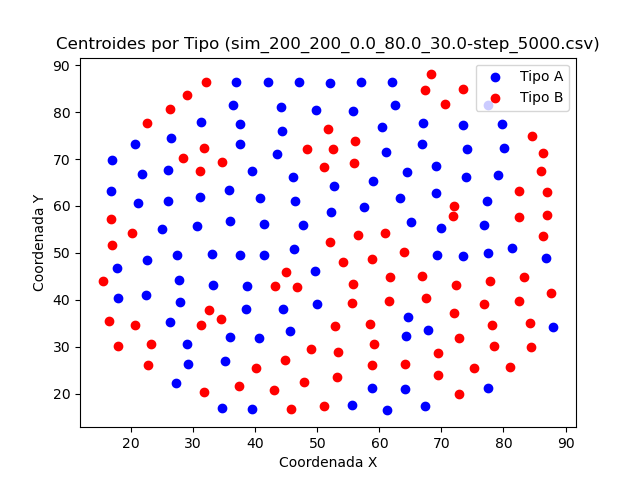 Centroides por Tipo (sim_200_200_0.0_80.0_30.0-step_5000.csv)
Tipo A
Tipo B
Coordenada Y
90
80
70
60
50
40
30
20
20 30 40 50 60 70 80 90
Coordenada X